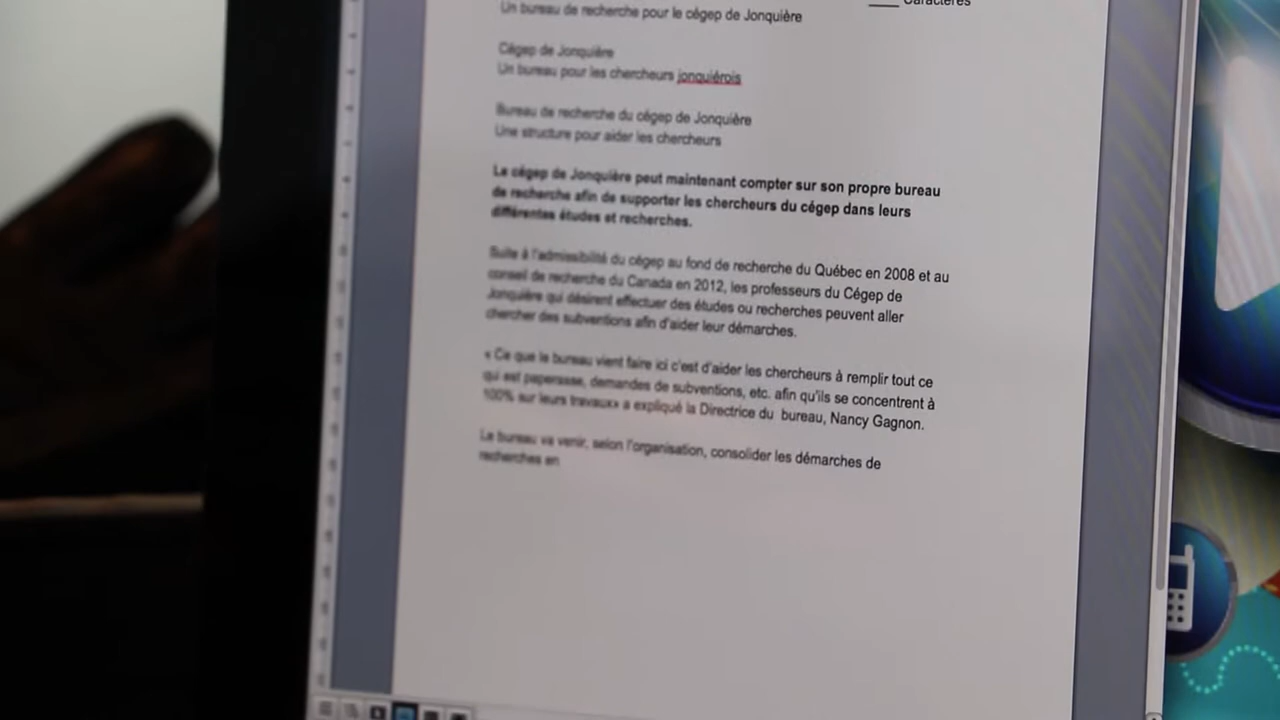 ____ Caractères
Un bureau de recherche pour le cégep de Jonquière
Cégep de Jonquière
Un bureau pour les chercheurs jonquiérois
Bureau de recherche du cégep de Jonquière
Une structure pour aider les chercheurs
Le cégep de Jonquière peut maintenant compter sur son propre bureau
de recherche afin de supporter les chercheurs du cégep dans leurs
différentes études et recherches.
Suite à l'admissibilité du cégep au fond de recherche du Québec en 2008 et au
conseil de recherche du Canada en 2012, les professeurs du Cégep de
Jonquière qui désirent effectuer des études ou recherches peuvent aller
chercher des subventions afin d'aider leur démarches.
« Ce que le bureau vient faire ici c'est d'aider les chercheurs à remplir tout ce
qui est paperasse, demandes de subventions, etc. afin qu'ils se concentrent à
100% sur leurs travaux» a expliqué la Directrice du  bureau, Nancy Gagnon.
Le bureau va venir, selon l'organisation, consolider les démarches de
recherches en